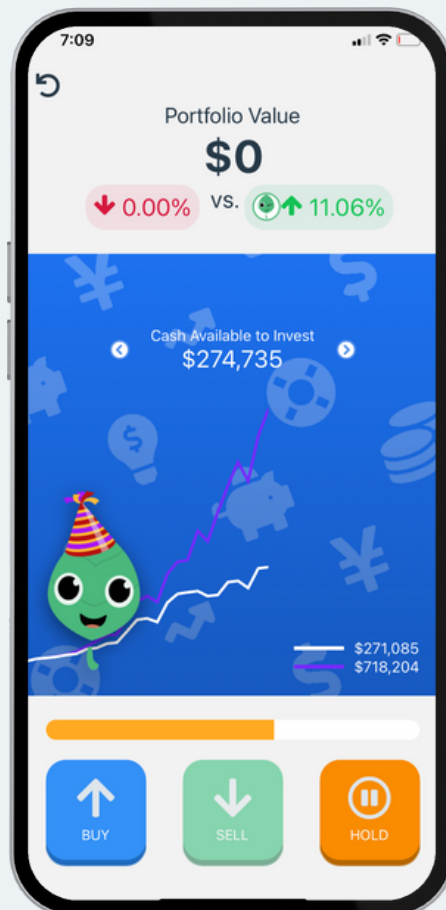 7:09
Portfolio Value
$0
0.00% vs. 11.06%
Cash Available to Invest
$274,735
$271,085
$718,204
BUY SELL HOLD